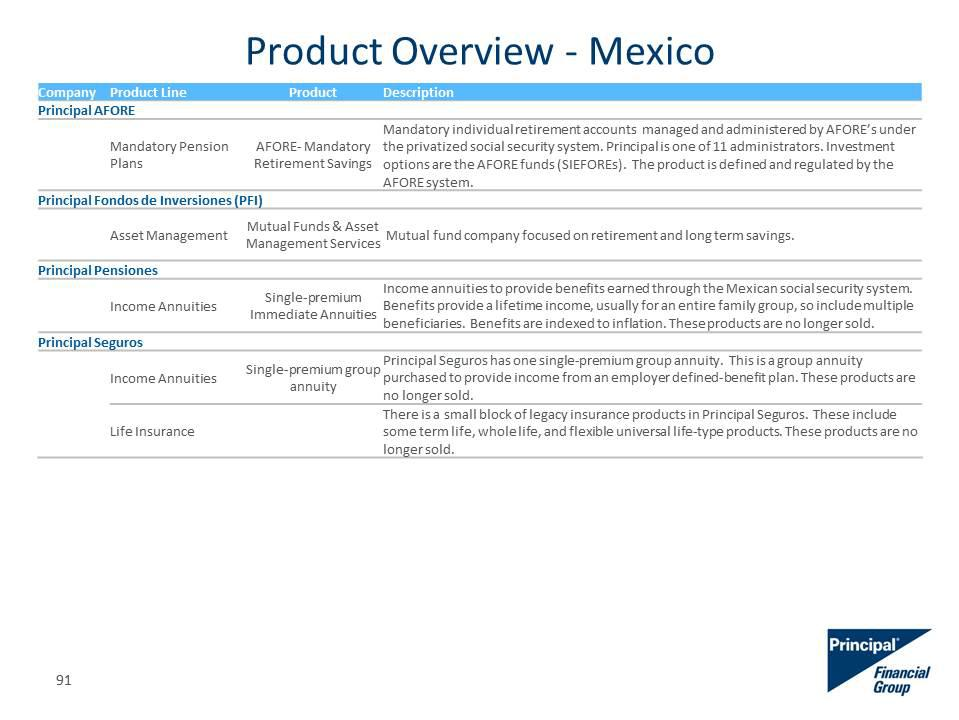 Product Overview - Mexico
Company Product Line Product Description
Principal AFORE
Mandatory Pension Plans
AFORE- Mandatory Retirement Savings
Mandatory individual retirement accounts managed and administered by AFORE's under
the privatized social security system. Principal is one of 11 administrators. Investment
options are the AFORE funds (SIEFOREs). The product is defined and regulated by the
AFORE system.
Principal Fondos de Inversiones (PFI)
Asset Management
Mutual Funds & Asset
Management Services
Mutual fund company focused on retirement and long term savings.
Principal Pensiones
Income Annuities
Single-premium
Immediate Annuities
Income annuities to provide benefits earned through the Mexican social security system.
Benefits provide a lifetime income, usually for an entire family group, so include multiple
beneficiaries. Benefits are indexed to inflation. These products are no longer sold.
Principal Seguros
Income Annuities
Single-premium group
annuity
Principal Seguros has one single-premium group annuity. This is a group annuity
purchased to provide income from an employer defined-benefit plan. These products are
no longer sold.
Life Insurance
There is a small block of legacy insurance products in Principal Seguros. These include
some term life, whole life, and flexible universal life-type products. These products are no
longer sold.
91
Principal®
Financial
Group